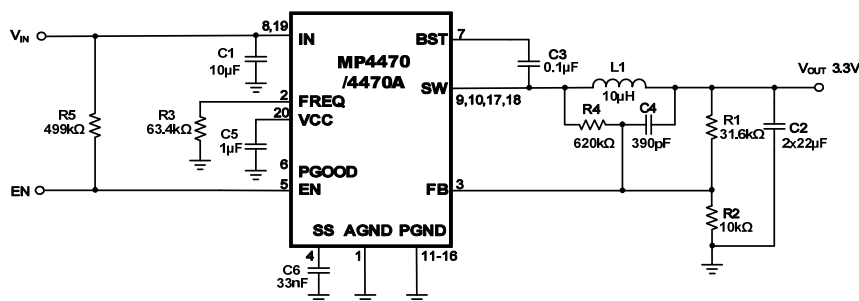 8,19
7
V_IN
IN
MP4470
/4470A
BST
C1
10µF
C3
0.1µF
L1
10µH
V_OUT 3.3V
SW
9,10,17,18
2
FREQ
R5
499kΩ
R3
63.4kΩ
20
VCC
C5
1µF
R4
620kΩ
C4
390pF
R1
31.6kΩ
C2
2x22µF
6
PGOOD
EN
5
EN
FB
3
R2
10kΩ
SS AGND PGND
C6
33nF
4
1
11-16